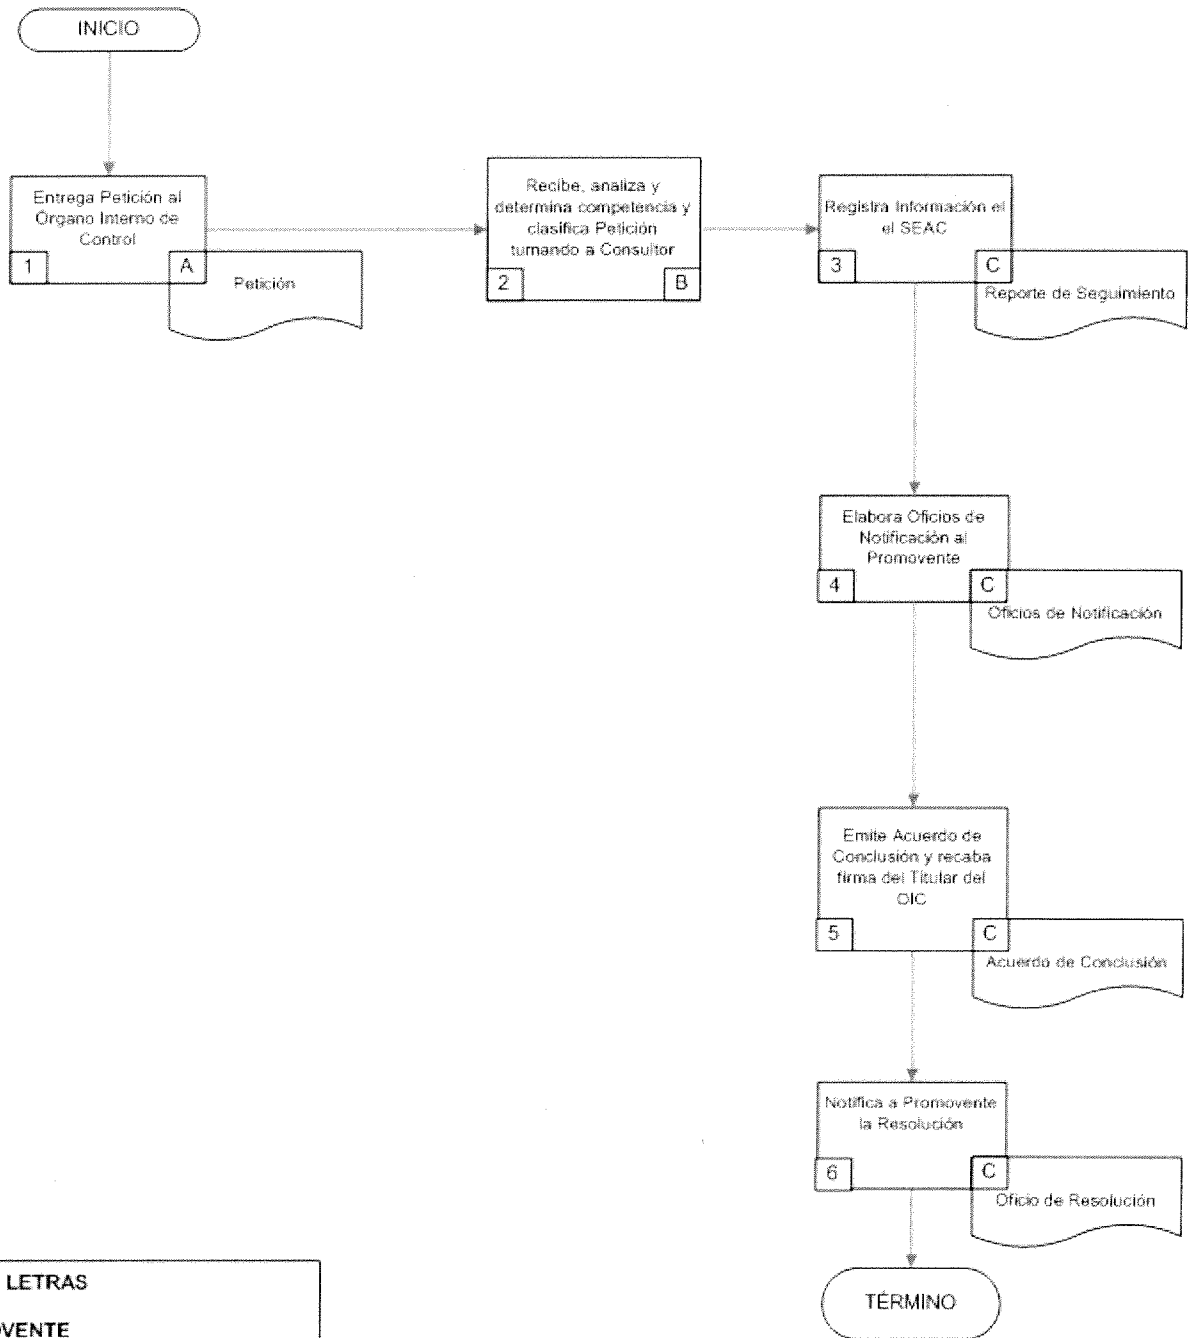 INICIO
Entrega Petición al
Órgano Interno de
Control
1
A
Petición
Recibe, analiza y
determina competencia y
clasifica Petición
turnando a Consultor
2
B
Registra Información el
el SEAC
3
C
Reporte de Seguimiento
Elabora Oficios de
Notificación al
Promovente
4
C
Oficios de Notificación
Emite Acuerdo de
Conclusión y recaba
firma del Titular del
OIC
5
C
Acuerdo de Conclusión
Notifica a Promovente
la Resolución
6
C
Oficio de Resolución
TÉRMINO
LETRAS
OVENTE